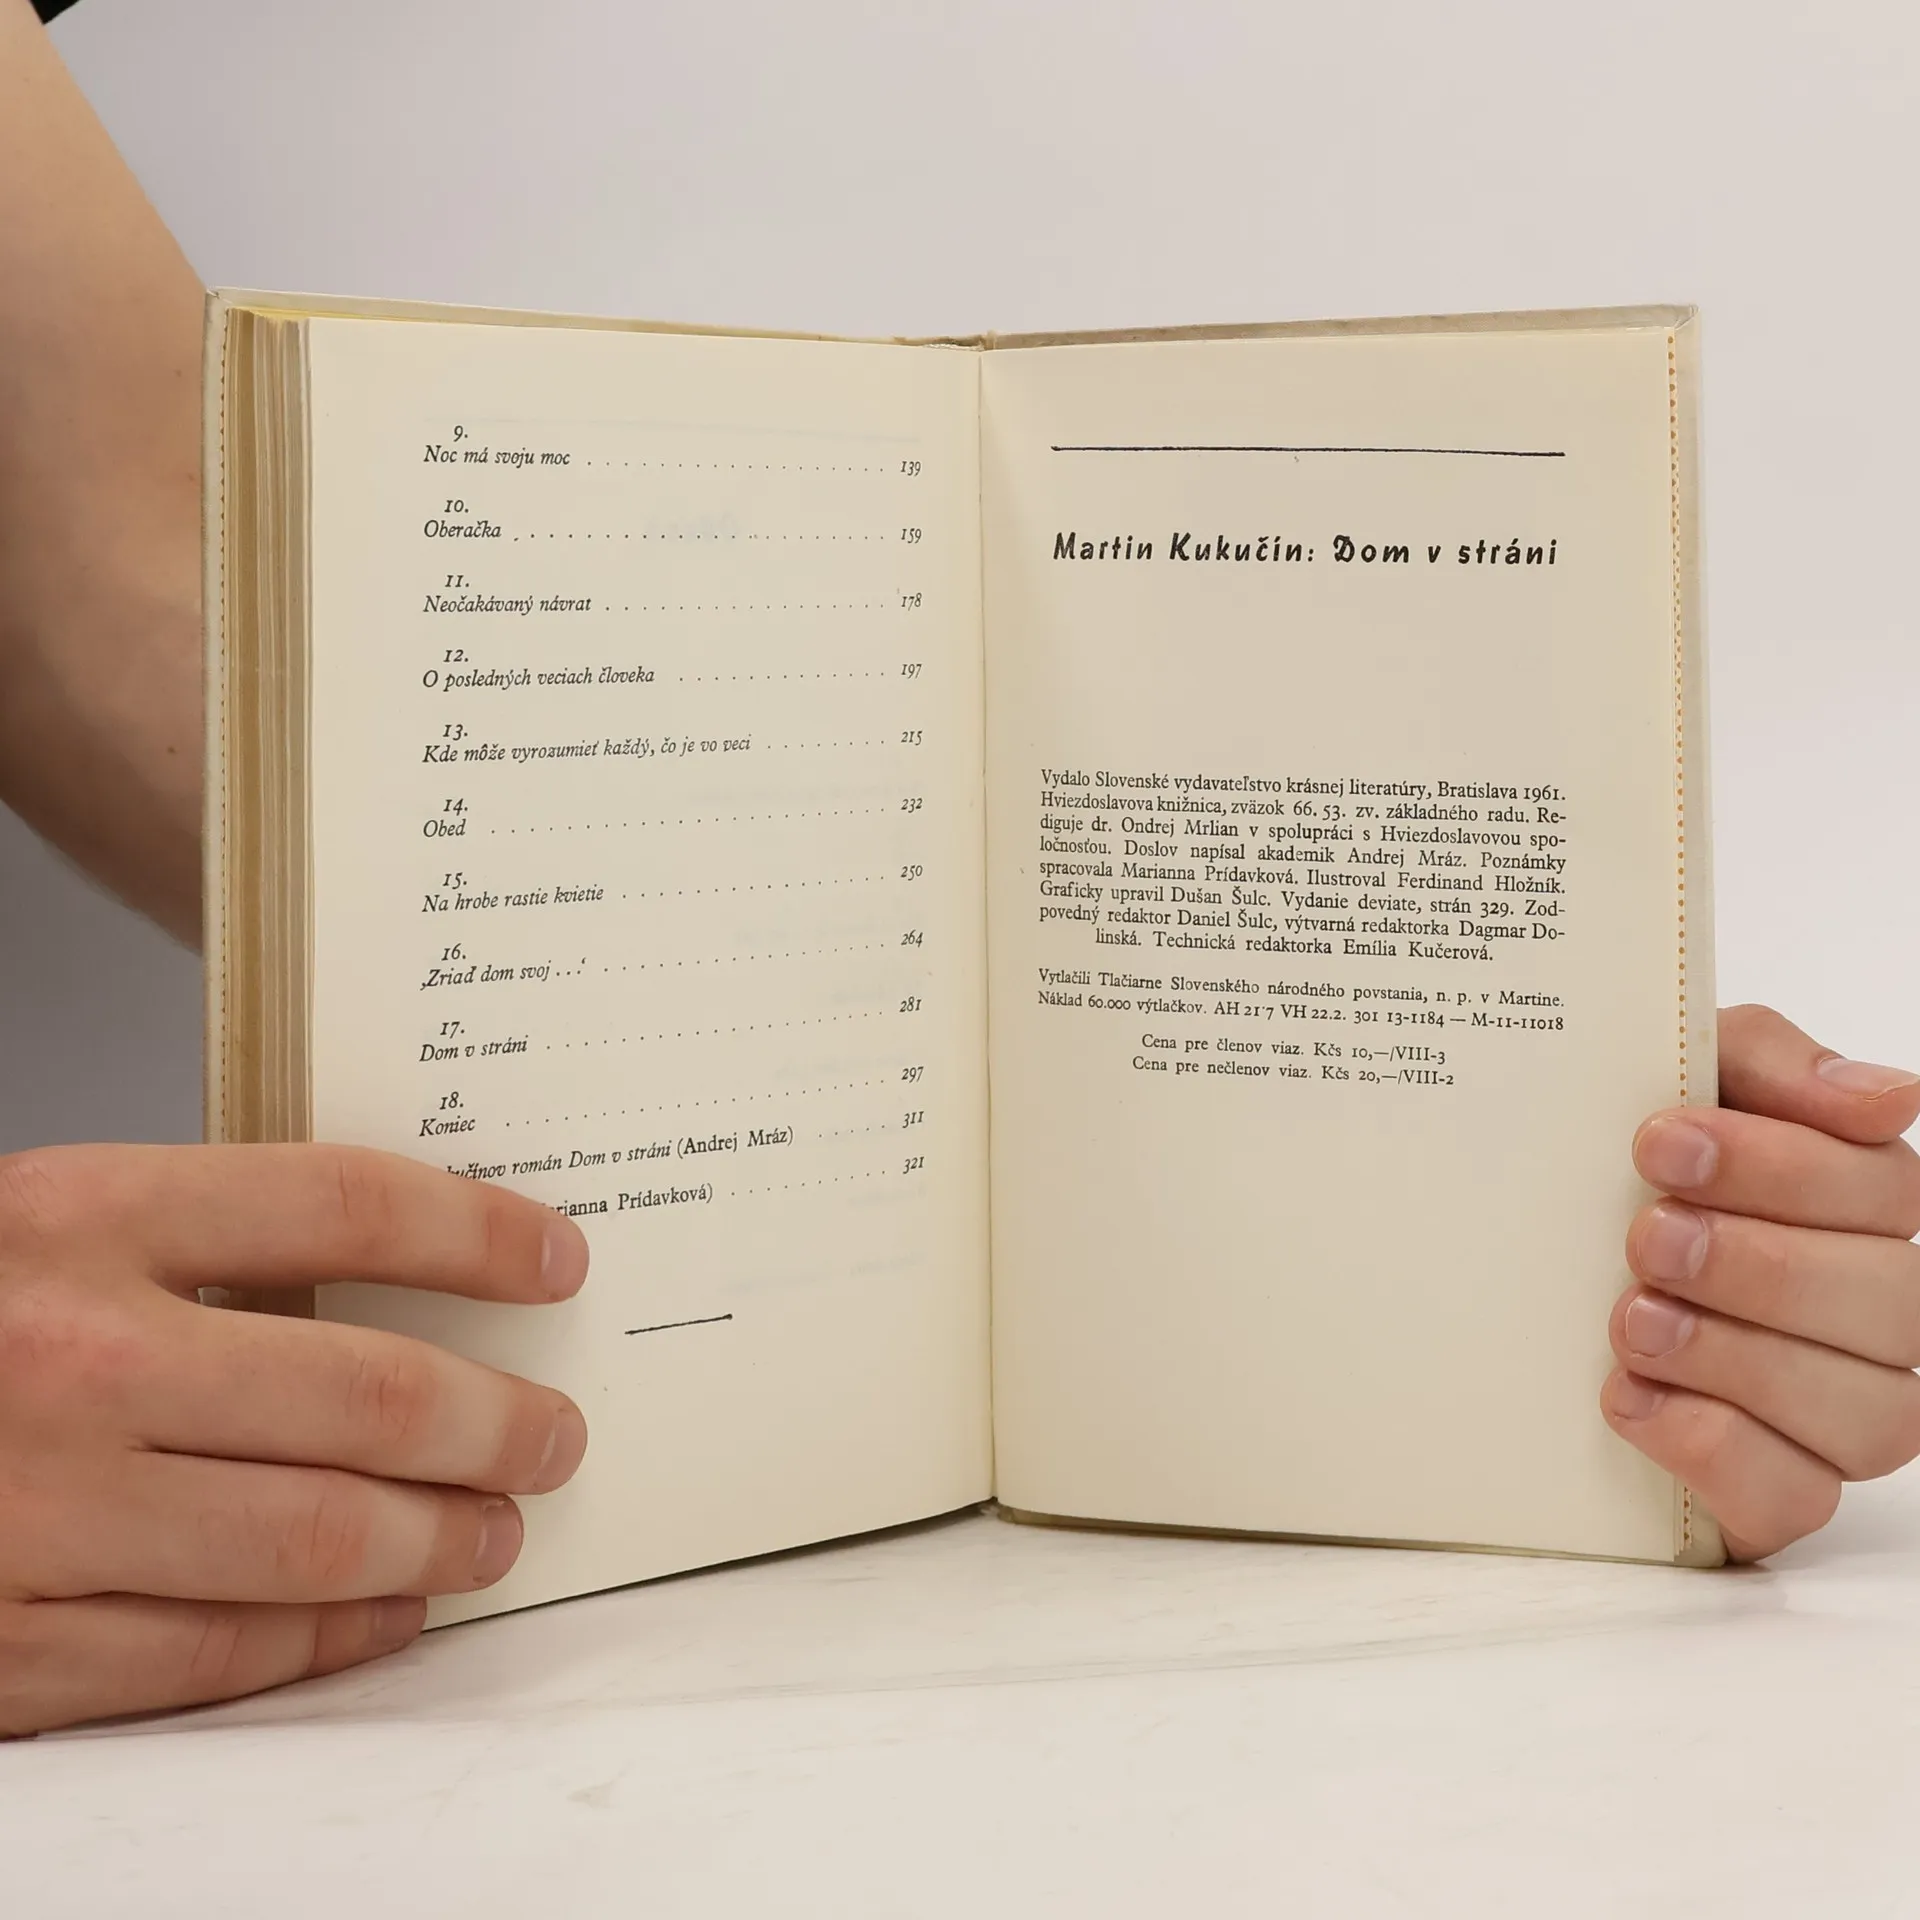 9.
Noc má svoju moc . . . . . . . . . . . . . . . . . 139
10.
Oberačka . . . . . . . . . . . . . . . . . . . . . 159
11.
Neočakávaný návrat . . . . . . . . . . . . . . . . 178
12.
O posledných veciach človeka . . . . . . . . . . . . 197
13.
Kde môže vyrozumieť každý, čo je vo veci . . . . . . . 215
14.
Obed . . . . . . . . . . . . . . . . . . . . . . 232
15.
Na hrobe rastie kvietie . . . . . . . . . . . . . . . 250
16.
‚Zriaď dom svoj . . .‘ . . . . . . . . . . . . . . . . 264
17.
Dom v stráni . . . . . . . . . . . . . . . . . . . 281
18.
Koniec . . . . . . . . . . . . . . . . . . . . . 297
román Dom v stráni (Andrej Mráz) . . . . . 311
Prídavková) . . . . . . . . . 321
Martin Kukučín: Dom v stráni
Vydalo Slovenské vydavateľstvo krásnej literatúry, Bratislava 1961.
Hviezdoslavova knižnica, zväzok 66. 53. zv. základného radu. Re-
diguje dr. Ondrej Mrlian v spolupráci s Hviezdoslavovou spo-
ločnosťou. Doslov napísal akademik Andrej Mráz. Poznámky
spracovala Marianna Prídavková. Ilustroval Ferdinand Hložník.
Graficky upravil Dušan Šulc. Vydanie deviate, strán 329. Zod-
povedný redaktor Daniel Šulc, výtvarná redaktorka Dagmar Do-
linská. Technická redaktorka Emília Kučerová.
Vytlačili Tlačiarne Slovenského národného povstania, n. p. v Martine.
Náklad 60.000 výtlačkov. AH 21·7 VH 22.2. 301 13-1184 — M-11-11018
Cena pre členov viaz. Kčs 10,—/VIII-3
Cena pre nečlenov viaz. Kčs 20,—/VIII-2